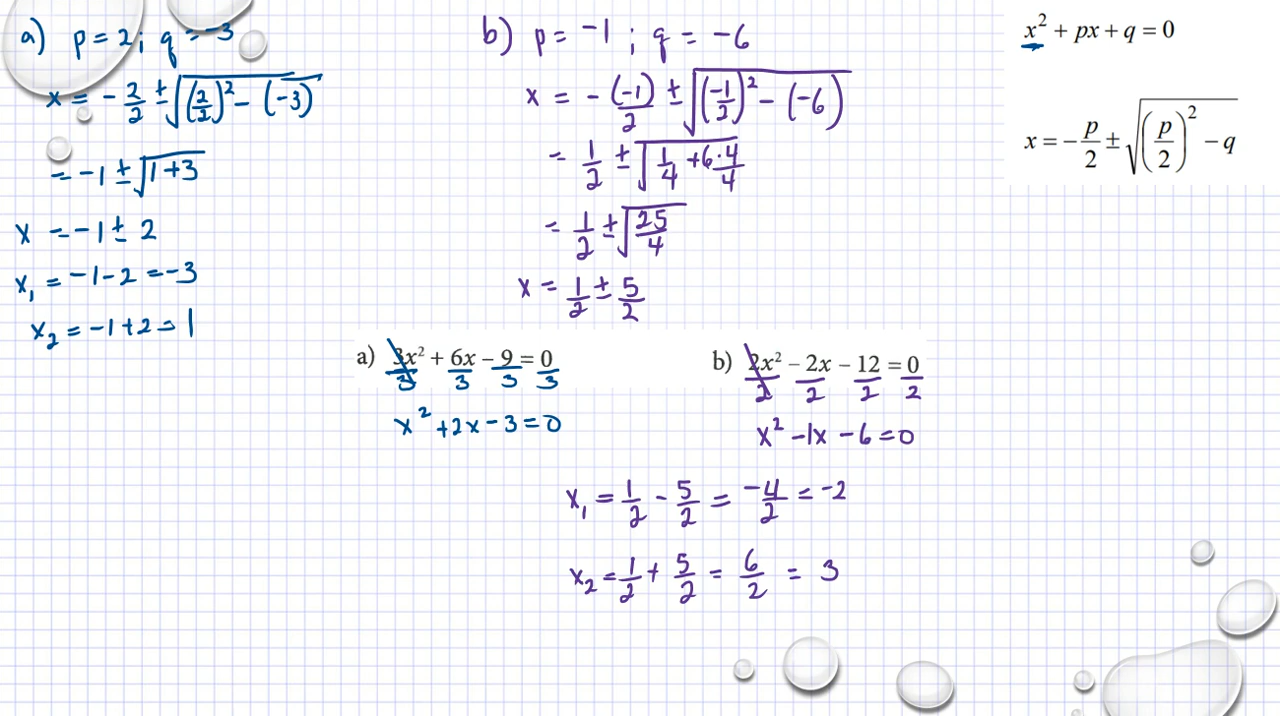 a) p = 2; q = -3
x = - 2/2 ± √((2/2)² - (-3))
= -1 ± √(1+3)
x = -1 ± 2
x₁ = -1-2 = -3
x₂ = -1+2 = 1
b) p = -1 ; q = -6
x = - (-1)/2 ± √((-1/2)² - (-6))
= 1/2 ± √(1/4 + 6·4/4)
= 1/2 ± √(25/4)
x = 1/2 ± 5/2
x² + px + q = 0
x = - p/2 ± √((p/2)² - q)
a) 3x²/3 + 6x/3 - 9/3 = 0/3
x² + 2x - 3 = 0
b) 2x²/2 - 2x/2 - 12/2 = 0/2
x² - 1x - 6 = 0
x₁ = 1/2 - 5/2 = -4/2 = -2
x₂ = 1/2 + 5/2 = 6/2 = 3